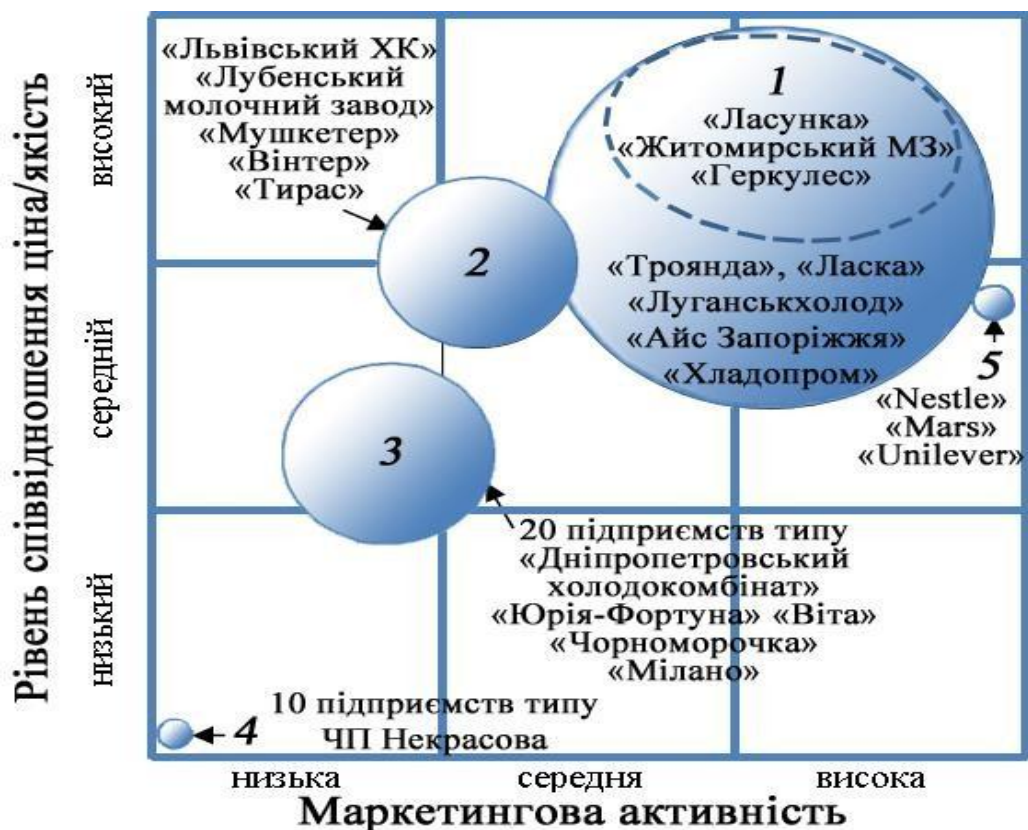 Рівень співвідношення ціна/якість
високий
середній
низький
«Львівський ХК»
«Лубенський
молочний завод»
«Мушкетер»
«Вінтер»
«Тирас»
1
«Ласунка»
«Житомирський МЗ»
«Геркулес»
2
«Троянда», «Ласка»
«Луганськхолод»
«Айс Запоріжжя»
«Хладопром»
5
«Nestle»
«Mars»
«Unilever»
3
20 підприємств типу
«Дніпропетровський
холодокомбінат»
«Юрія-Фортуна» «Віта»
«Чорноморочка»
«Мілано»
4
10 підприємств типу
ЧП Некрасова
низька
середня
висока
Маркетингова активність